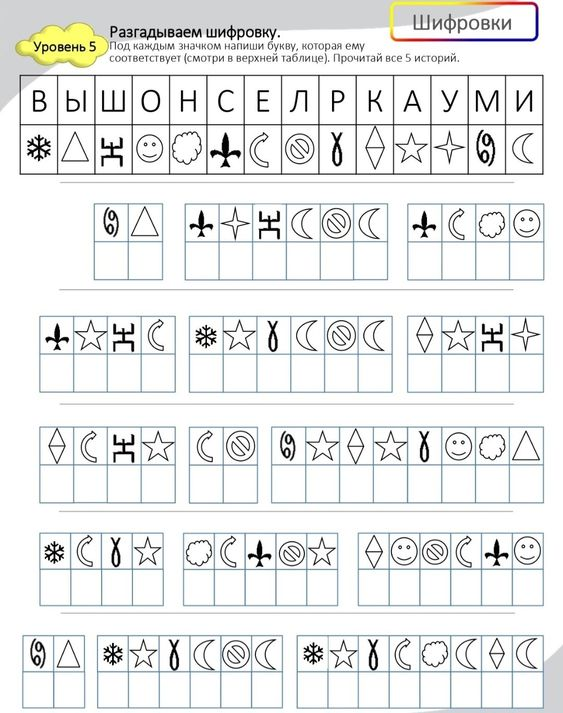 Шифровки
Разгадываем шифровку.
Уровень 5
Под каждым значком напиши букву, которая ему
соответствует (смотри в верхней таблице). Прочитай все 5 историй.
В Ы Ш О Н С Е Л Р К А У М И